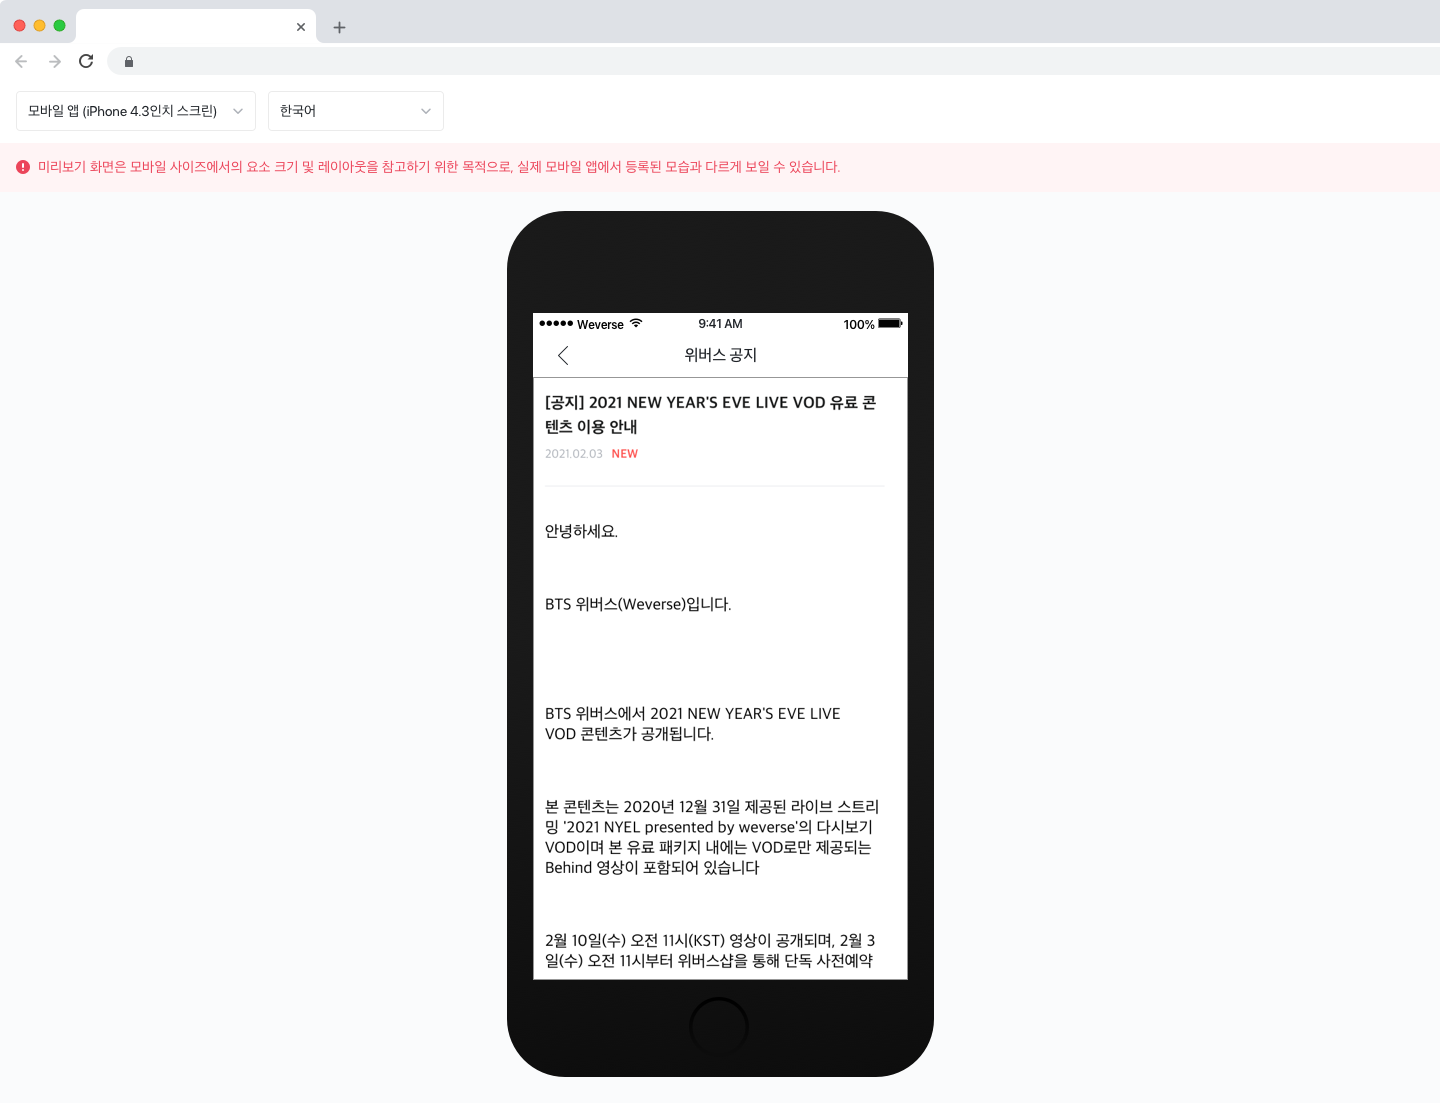 모바일 앱 (iPhone 4.3인치 스크린)
한국어
미리보기 화면은 모바일 사이즈에서의 요소 크기 및 레이아웃을 참고하기 위한 목적으로, 실제 모바일 앱에서 등록된 모습과 다르게 보일 수 있습니다.
Weverse 9:41 AM 100%
위버스 공지
[공지] 2021 NEW YEAR'S EVE LIVE VOD 유료 콘
텐츠 이용 안내
2021.02.03 NEW
안녕하세요.
BTS 위버스(Weverse)입니다.
BTS 위버스에서 2021 NEW YEAR'S EVE LIVE
VOD 콘텐츠가 공개됩니다.
본 콘텐츠는 2020년 12월 31일 제공된 라이브 스트리
밍 '2021 NYEL presented by weverse'의 다시보기
VOD이며 본 유료 패키지 내에는 VOD로만 제공되는
Behind 영상이 포함되어 있습니다
2월 10일(수) 오전 11시(KST) 영상이 공개되며, 2월 3
일(수) 오전 11시부터 위버스샵을 통해 단독 사전예약